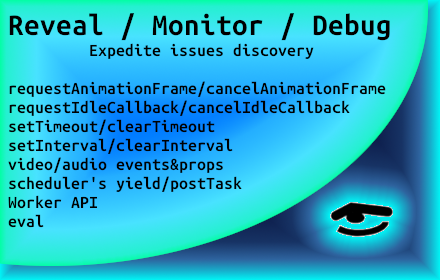 Reveal / Monitor / Debug
Expedite issues discovery
requestAnimationFrame/cancelAnimationFrame
requestIdleCallback/cancelIdleCallback
setTimeout/clearTimeout
setInterval/clearInterval
video/audio events&props
scheduler's yield/postTask
Worker API
eval